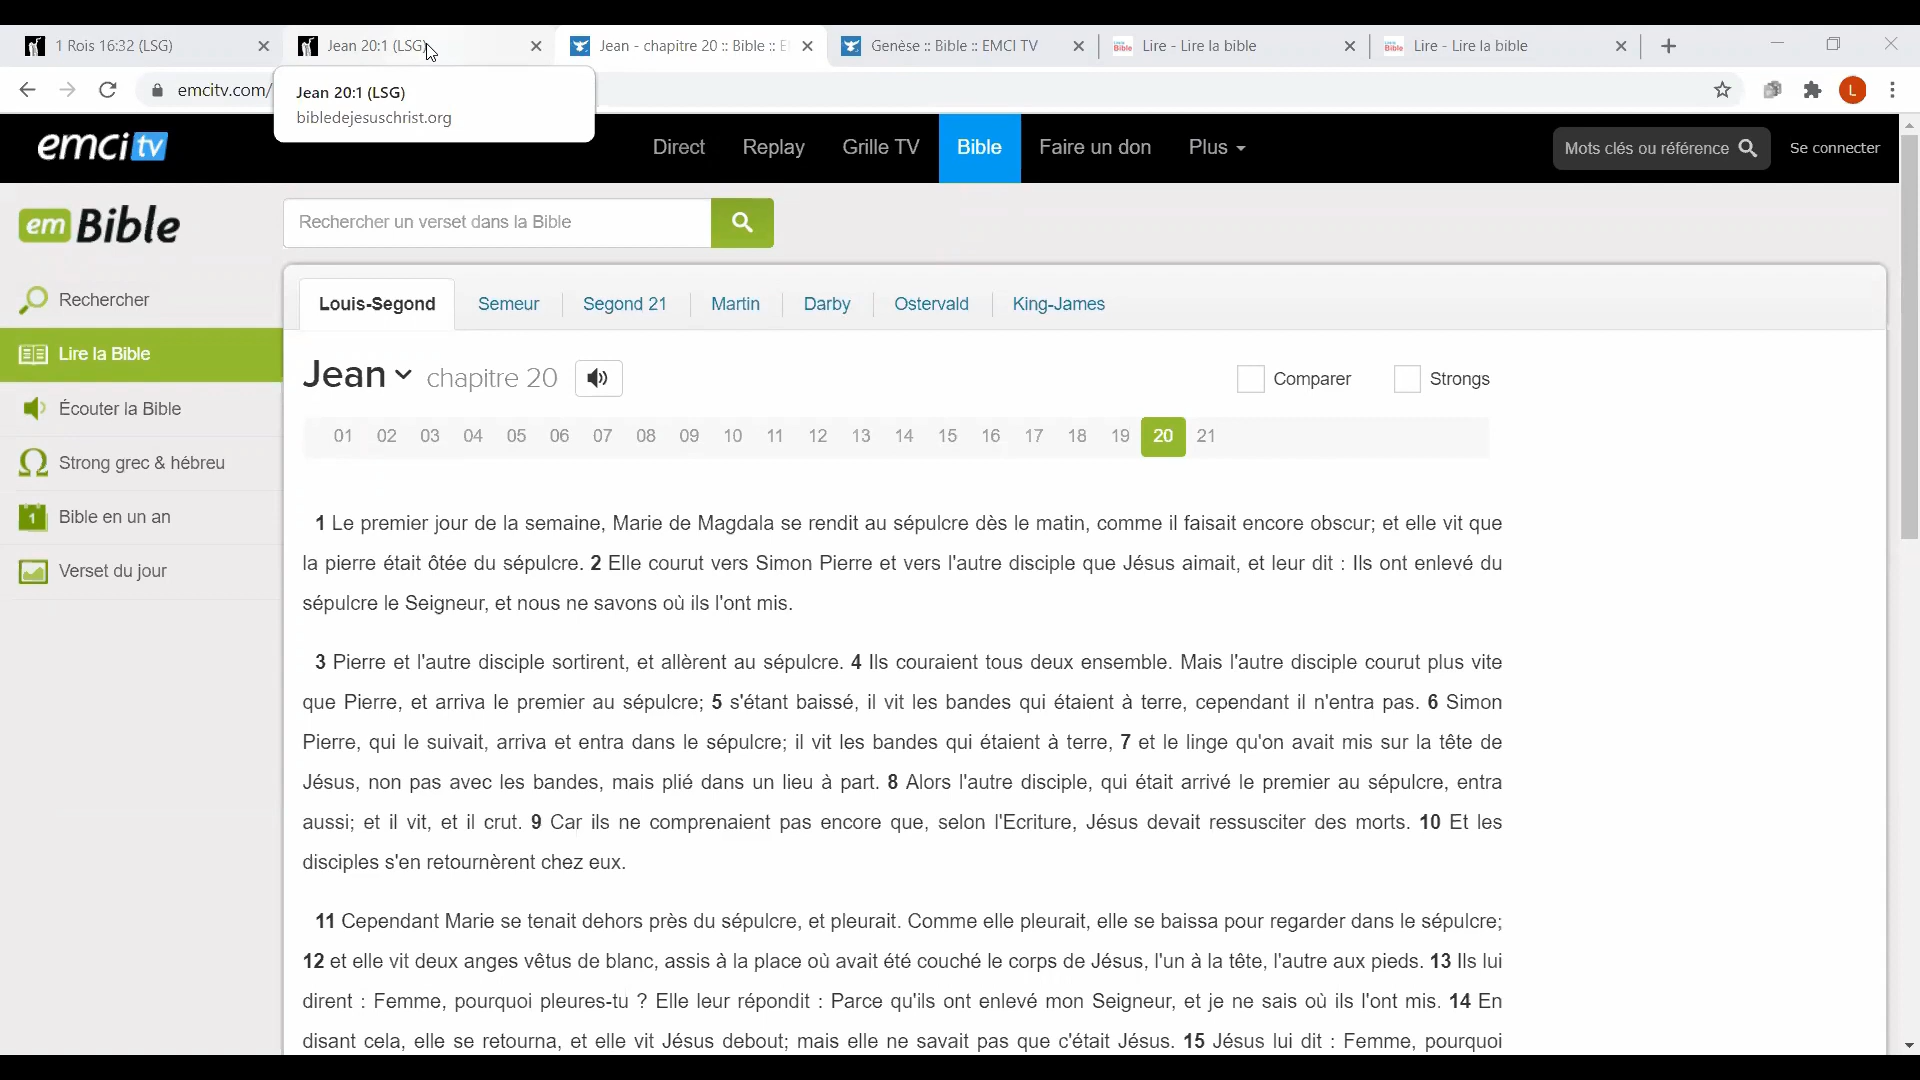 1 Rois 16:32 (LSG)
Jean 20:1 (LSG)
Jean - chapitre 20 :: Bible :: E
Genèse :: Bible :: EMCI TV
Lire - Lire la bible
Lire - Lire la bible
emcitv.com/
L
Jean 20:1 (LSG)
bibledejesuschrist.org
emci tv
Direct
Replay
Grille TV
Bible
Faire un don
Plus
Mots clés ou référence
Se connecter
em Bible
Rechercher un verset dans la Bible
Rechercher
Lire la Bible
Écouter la Bible
Strong grec & hébreu
1
Bible en un an
Verset du jour
Louis-Segond
Semeur
Segond 21
Martin
Darby
Ostervald
King-James
Jean chapitre 20
Comparer
Strongs
01 02 03 04 05 06 07 08 09 10 11 12 13 14 15 16 17 18 19 20 21
1 Le premier jour de la semaine, Marie de Magdala se rendit au sépulcre dès le matin, comme il faisait encore obscur; et elle vit que
la pierre était ôtée du sépulcre. 2 Elle courut vers Simon Pierre et vers l'autre disciple que Jésus aimait, et leur dit : Ils ont enlevé du
sépulcre le Seigneur, et nous ne savons où ils l'ont mis.
3 Pierre et l'autre disciple sortirent, et allèrent au sépulcre. 4 Ils couraient tous deux ensemble. Mais l'autre disciple courut plus vite
que Pierre, et arriva le premier au sépulcre; 5 s'étant baissé, il vit les bandes qui étaient à terre, cependant il n'entra pas. 6 Simon
Pierre, qui le suivait, arriva et entra dans le sépulcre; il vit les bandes qui étaient à terre, 7 et le linge qu'on avait mis sur la tête de
Jésus, non pas avec les bandes, mais plié dans un lieu à part. 8 Alors l'autre disciple, qui était arrivé le premier au sépulcre, entra
aussi; et il vit, et il crut. 9 Car ils ne comprenaient pas encore que, selon l'Ecriture, Jésus devait ressusciter des morts. 10 Et les
disciples s'en retournèrent chez eux.
11 Cependant Marie se tenait dehors près du sépulcre, et pleurait. Comme elle pleurait, elle se baissa pour regarder dans le sépulcre;
12 et elle vit deux anges vêtus de blanc, assis à la place où avait été couché le corps de Jésus, l'un à la tête, l'autre aux pieds. 13 Ils lui
dirent : Femme, pourquoi pleures-tu ? Elle leur répondit : Parce qu'ils ont enlevé mon Seigneur, et je ne sais où ils l'ont mis. 14 En
disant cela, elle se retourna, et elle vit Jésus debout; mais elle ne savait pas que c'était Jésus. 15 Jésus lui dit : Femme, pourquoi